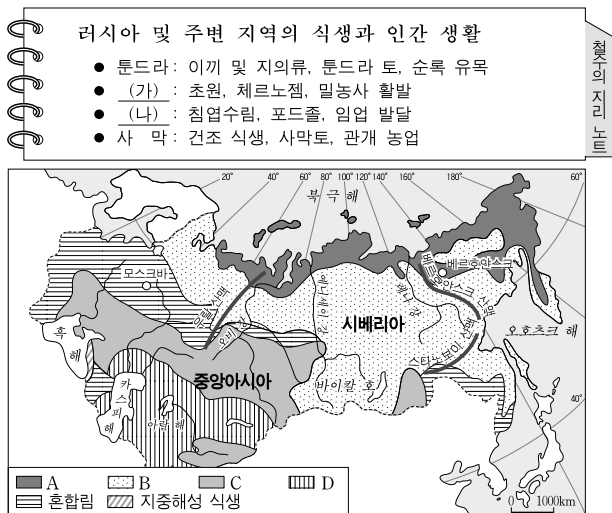 러시아 및 주변 지역의 식생과 인간 생활
● 툰드라 : 이끼 및 지의류, 툰드라 토, 순록 유목
● (가) : 초원, 체르노젬, 밀농사 활발
● (나) : 침엽수림, 포드졸, 임업 발달
● 사 막 : 건조 식생, 사막토, 관개 농업
철수의 지리 노트
20° 40° 60° 80° 100° 120° 140° 160° 180° 60°
북극해
베르호얀스크
모스크바
베르호얀스크 산맥
우랄 산맥
예니세이 강
레나 강
오비 강
시베리아
오호츠크 해
흑해
스타노보이 산맥
중앙아시아
바이칼 호
카스피해
아랄 해
40°
A B C D
혼합림 지중해성 식생
0 1000km